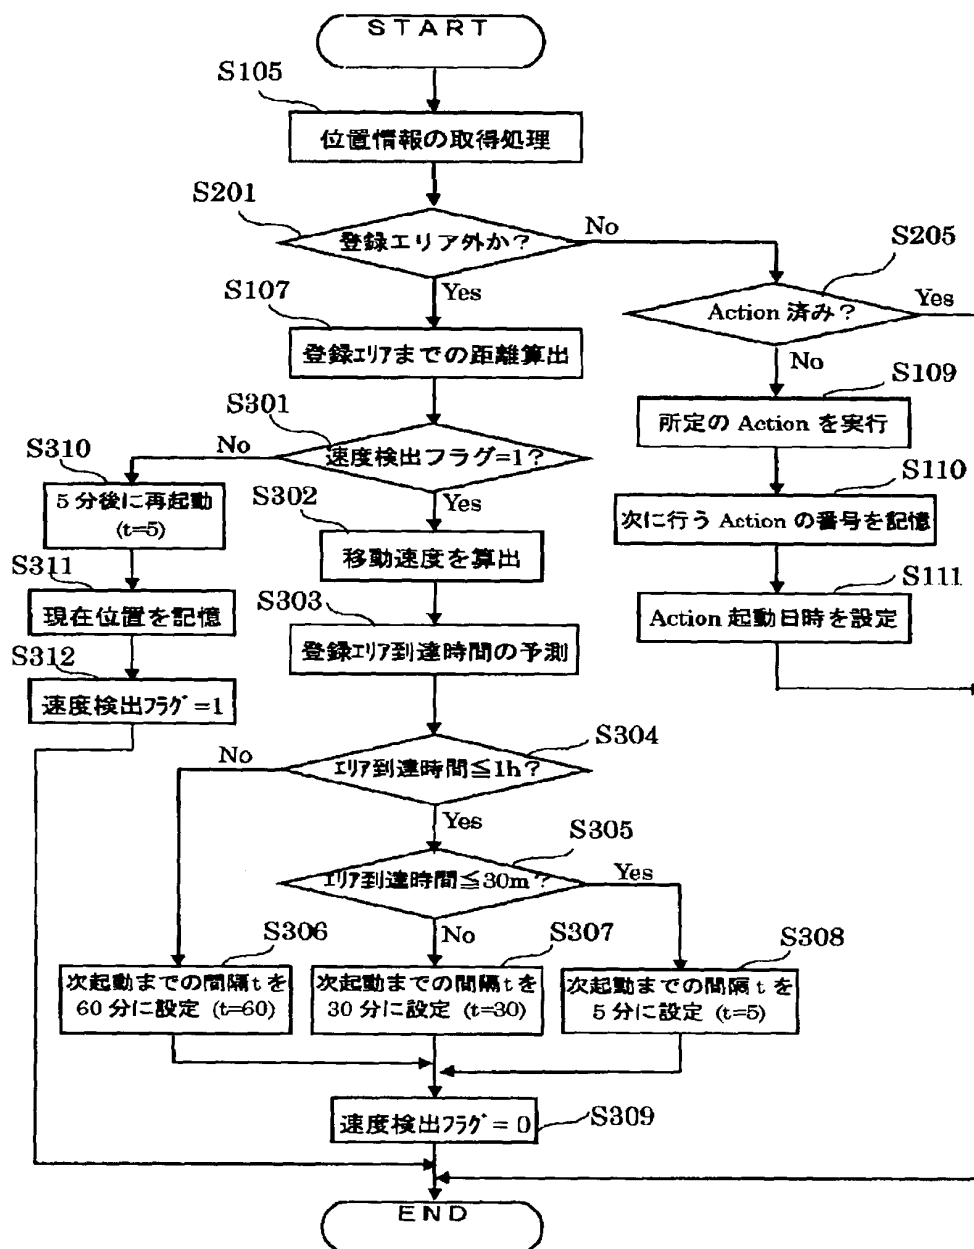 START
S105
位置情報の取得処理
S201
登録エリア外か?
No
S205
Yes
Action 済み?
Yes
S107
登録エリアまでの距離算出
No
S109
所定の Action を実行
S301
速度検出フラグ=1?
No
S310
5 分後に再起動
(t=5)
Yes
S302
移動速度を算出
S110
次に行う Action の番号を記憶
S311
現在位置を記憶
S303
登録エリア到達時間の予測
S111
Action 起動日時を設定
S312
速度検出フラグ=1
S304
エリア到達時間≦1h?
No
Yes
S305
エリア到達時間≦30m?
Yes
No
S306
次起動までの間隔tを
60 分に設定 (t=60)
S307
次起動までの間隔tを
30 分に設定 (t=30)
S308
次起動までの間隔 t を
5 分に設定 (t=5)
速度検出フラグ= 0
S309
END